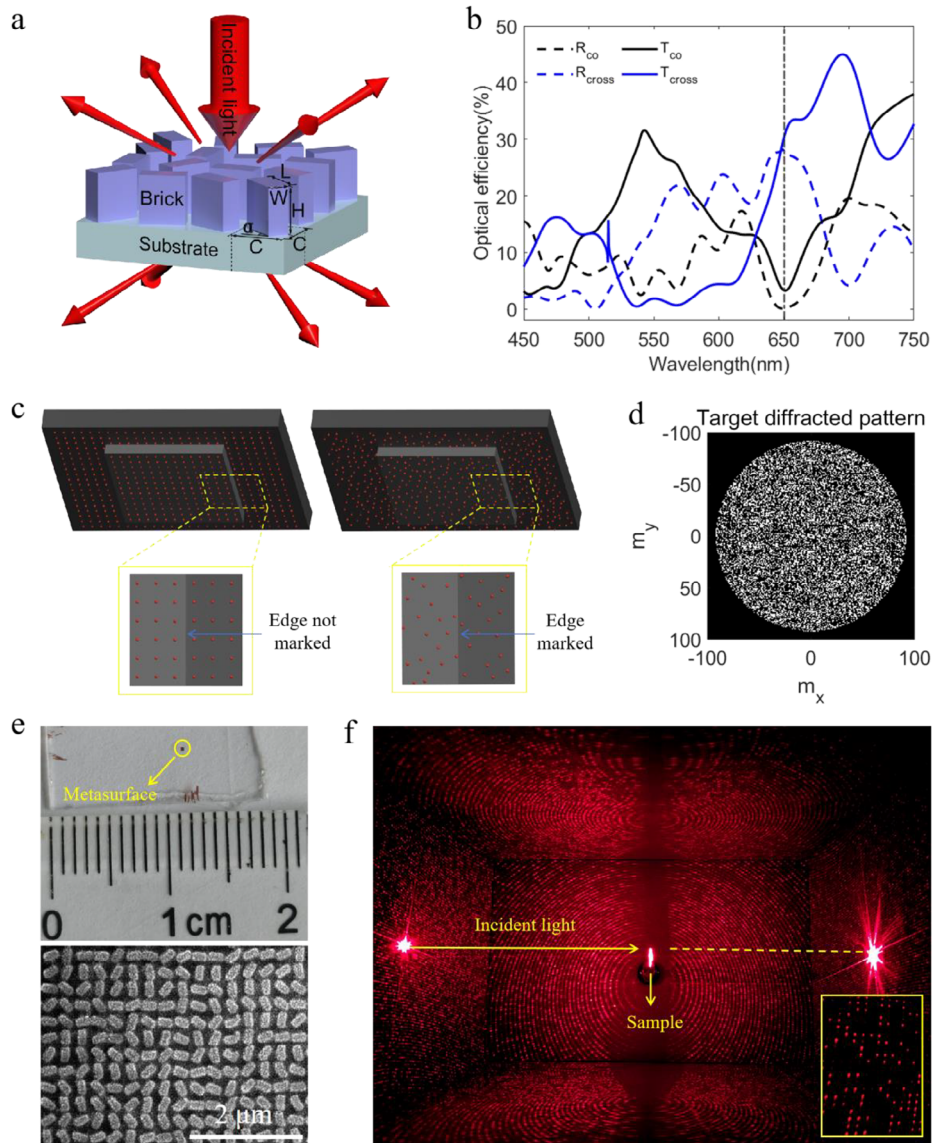 a
Incident light
L
W
H
Brick
α
Substrate
C
C
b
50
40
30
20
10
0
Optical efficiency(%)
R_co
T_co
R_cross
T_cross
450
500
550
600
650
700
750
Wavelength(nm)
c
Edge not
marked
Edge
marked
d
Target diffracted pattern
-100
-50
0
50
100
m_y
-100
0
100
m_x
e
Metasurface
0
1 cm
2
2 μm
f
Incident light
Sample